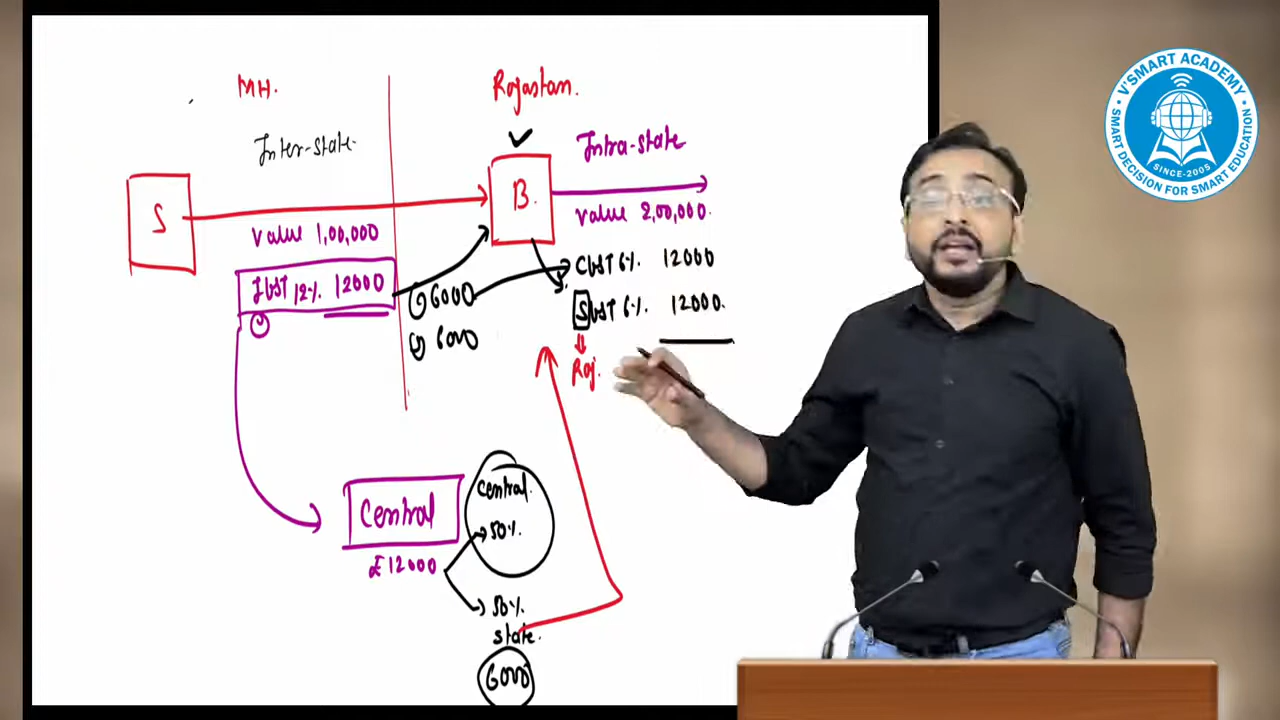 MH.
Rajastan.
Inter-state
Intra-state
S
B.
Value 1,00,000
Value 2,00,000.
IGST 12% 12000
CGST 6% 12000
SGST 6% 12000.
6000
6000
Raj.
Central
₤12000
Central.
50%
50%
state.
6000
V'SMART ACADEMY
SINCE-2005
SMART DECISION FOR SMART EDUCATION